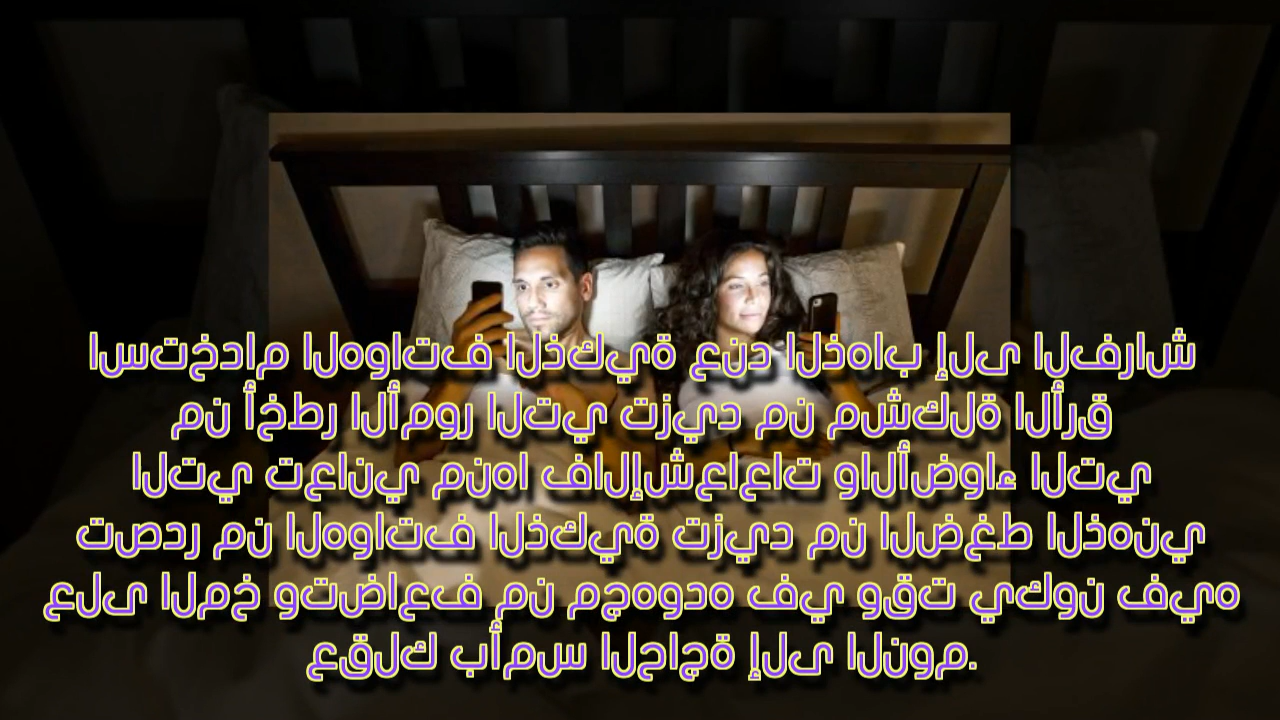 استخدام الهواتف الذكية عند الذهاب إلى الفراش
من أخطر الأمور التي تزيد من مشكلة الأرق
التي تعاني منها فالإشعاعات والأضواء التي
تصدر من الهواتف الذكية تزيد من الضغط الذهني
على المخ وتضاعف من مجهوده في وقت يكون فيه
عقلك بأمس الحاجة إلى النوم.